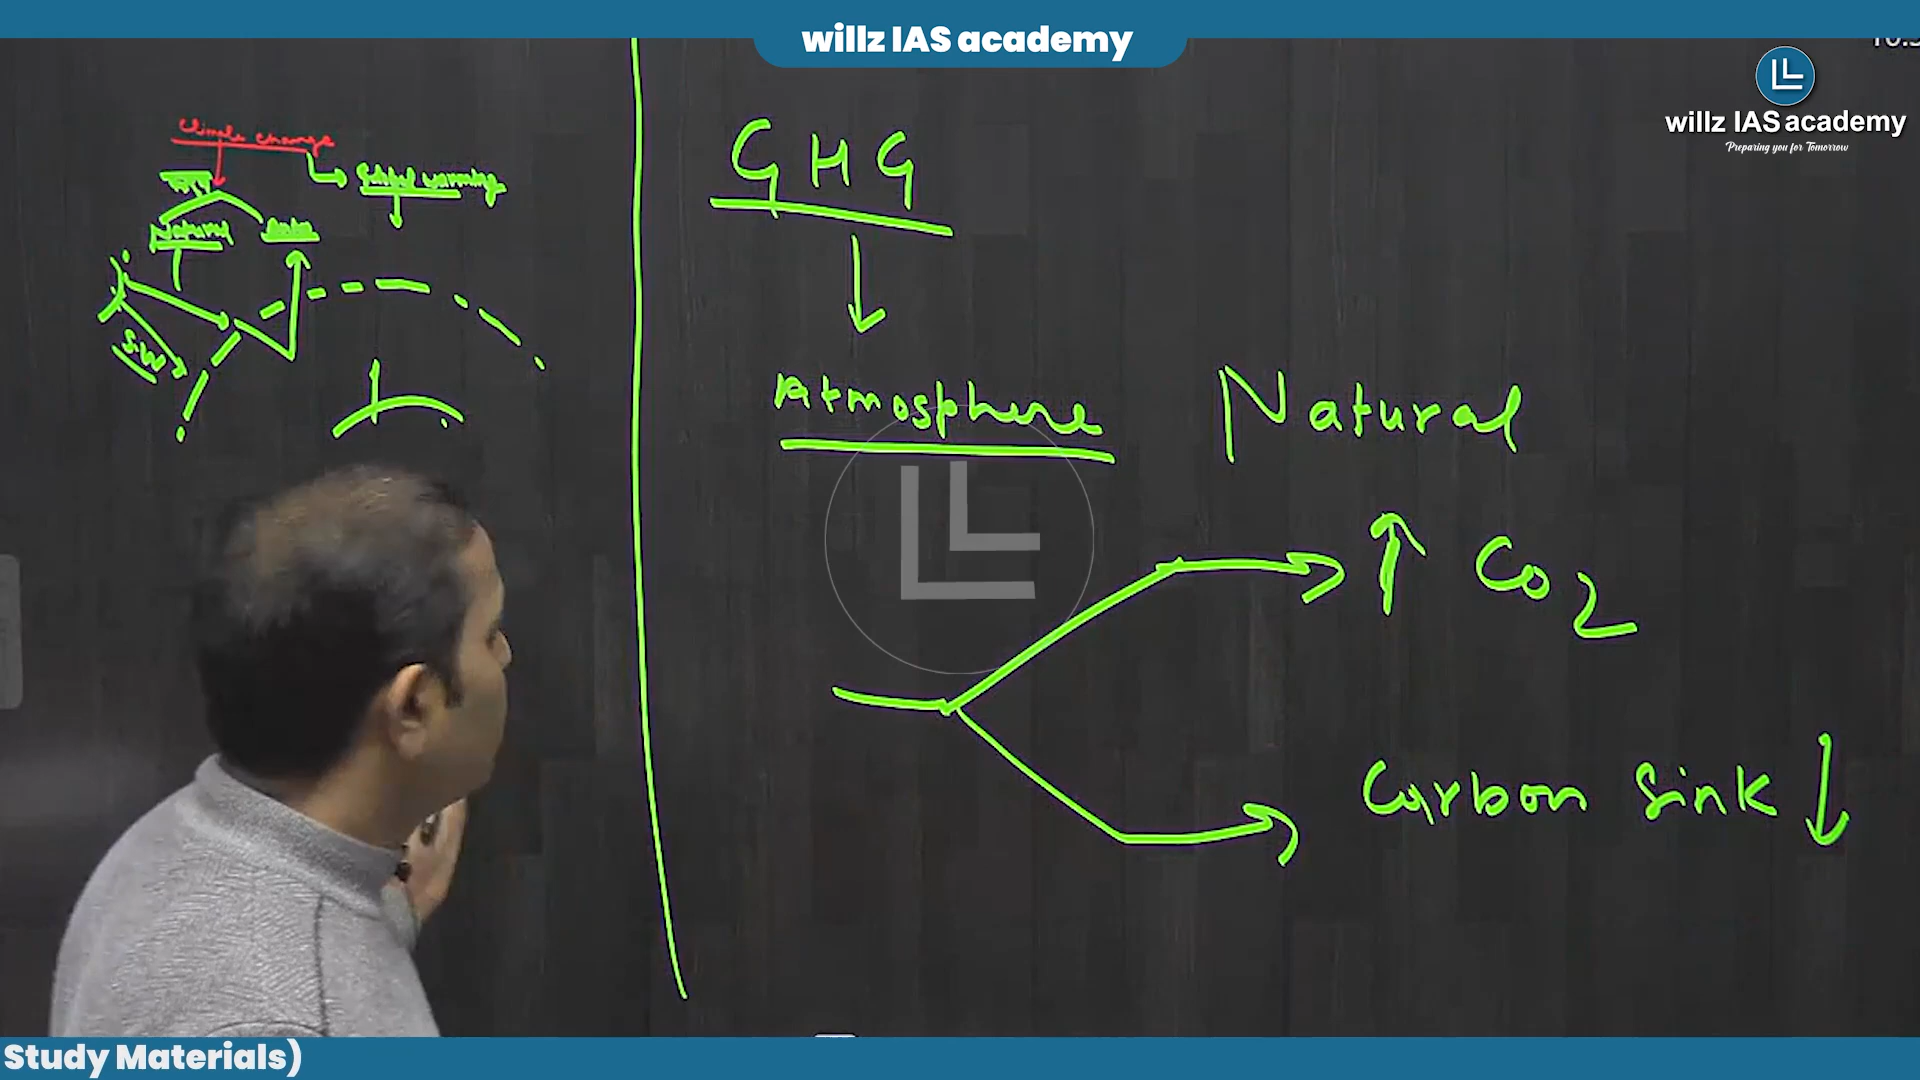 willz IAS academy
willz IAS academy
Preparing you for Tomorrow
Climate change
Global warming
Natural
GHG
Atmosphere
Natural
↑ CO2
Carbon Sink ↓
Study Materials)